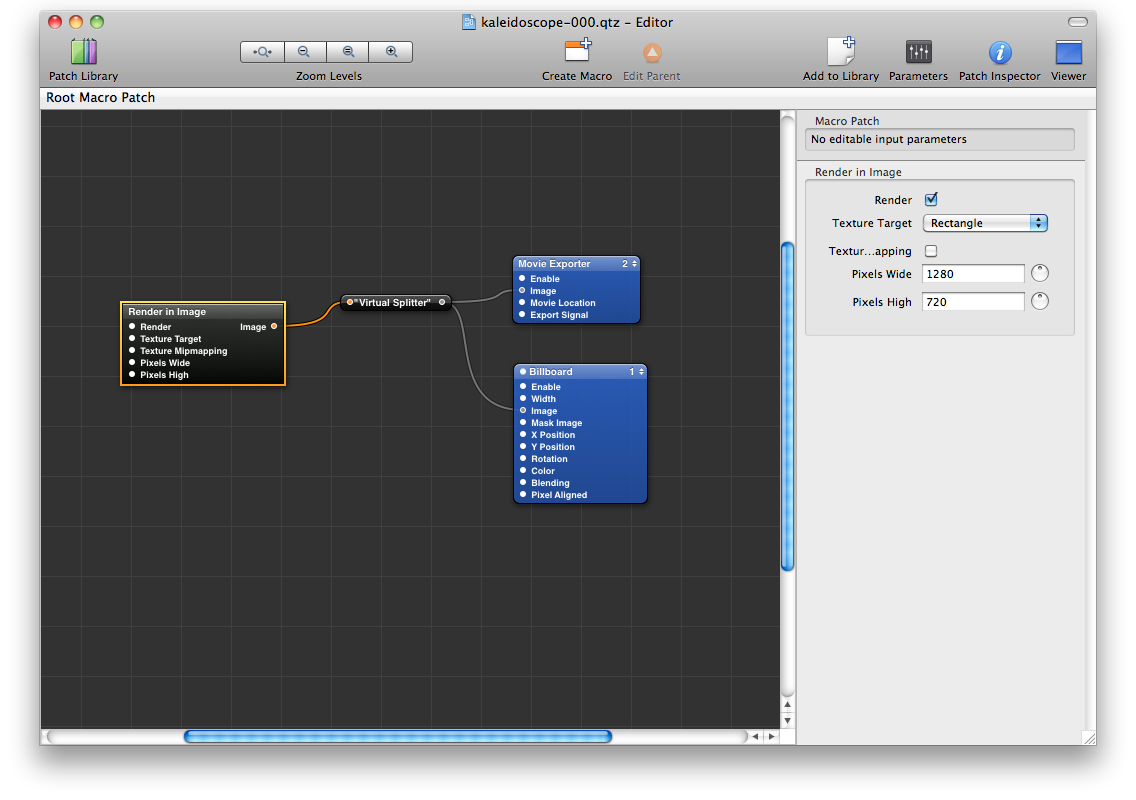 kaleidoscope-000.qtz – Editor
Patch Library
Zoom Levels
Create Macro
Edit Parent
Add to Library
Parameters
Patch Inspector
Viewer
Root Macro Patch
Render in Image
Render
Image
Texture Target
Texture Mipmapping
Pixels Wide
Pixels High
"Virtual Splitter"
Movie Exporter
2
Enable
Image
Movie Location
Export Signal
Billboard
1
Enable
Width
Image
Mask Image
X Position
Y Position
Rotation
Color
Blending
Pixel Aligned
Macro Patch
No editable input parameters
Render in Image
Render
Texture Target
Rectangle
Textur...apping
Pixels Wide
1280
Pixels High
720